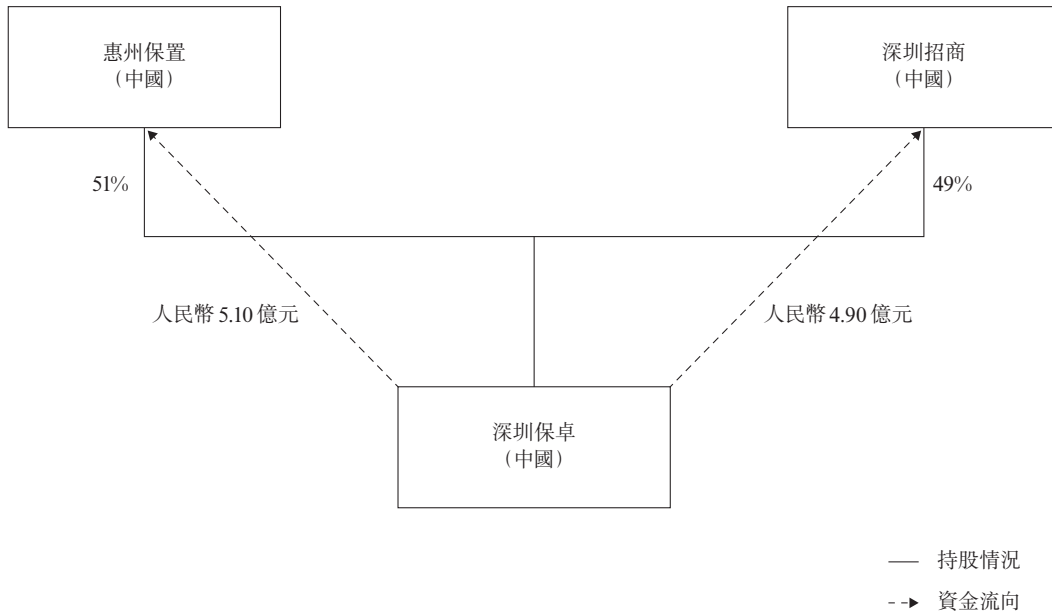 惠州保置
（中國）
深圳招商
（中國）
51%
49%
人民幣 5.10 億元
人民幣 4.90 億元
深圳保卓
（中國）
持股情況
資金流向